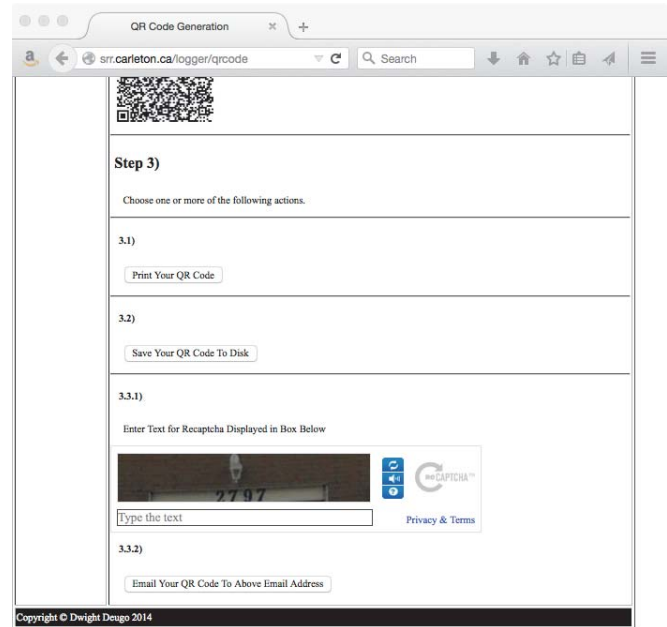 QR Code Generation
srr.carleton.ca/logger/qrcode
Search
Step 3)
Choose one or more of the following actions.
3.1)
Print Your QR Code
3.2)
Save Your QR Code To Disk
3.3.1)
Enter Text for Recaptcha Displayed in Box Below
2797
reCAPTCHA™
Type the text
Privacy & Terms
3.3.2)
Email Your QR Code To Above Email Address
Copyright © Dwight Deugo 2014